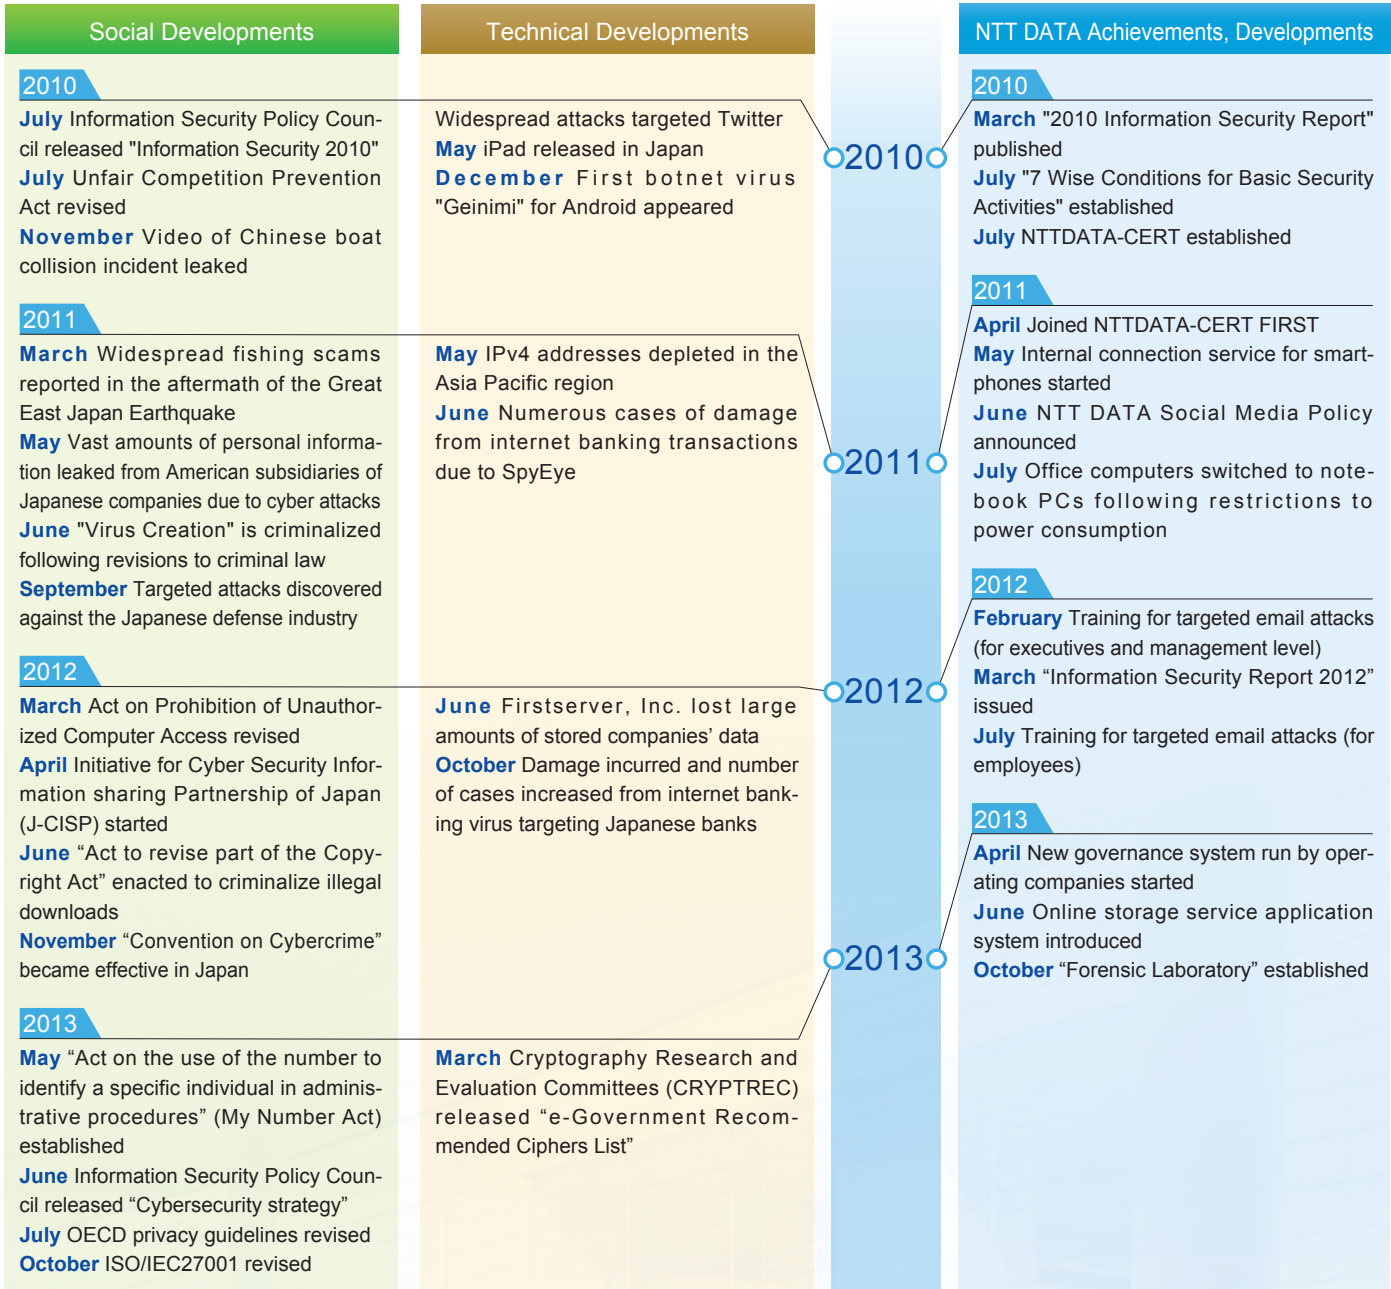 Social Developments
2010
July Information Security Policy Coun-
cil released "Information Security 2010"
July Unfair Competition Prevention
Act revised
November Video of Chinese boat
collision incident leaked
2011
March Widespread fishing scams
reported in the aftermath of the Great
East Japan Earthquake
May Vast amounts of personal informa-
tion leaked from American subsidiaries of
Japanese companies due to cyber attacks
June "Virus Creation" is criminalized
following revisions to criminal law
September Targeted attacks discovered
against the Japanese defense industry
2012
March Act on Prohibition of Unauthor-
ized Computer Access revised
April Initiative for Cyber Security Infor-
mation sharing Partnership of Japan
(J-CISP) started
June “Act to revise part of the Copy-
right Act” enacted to criminalize illegal
downloads
November “Convention on Cybercrime”
became effective in Japan
2013
May “Act on the use of the number to
identify a specific individual in adminis-
trative procedures” (My Number Act)
established
June Information Security Policy Coun-
cil released “Cybersecurity strategy”
July OECD privacy guidelines revised
October ISO/IEC27001 revised
Technical Developments
Widespread attacks targeted Twitter
May iPad released in Japan
December First botnet virus
"Geinimi" for Android appeared
May IPv4 addresses depleted in the
Asia Pacific region
June Numerous cases of damage
from internet banking transactions
due to SpyEye
June Firstserver, Inc. lost large
amounts of stored companies’ data
October Damage incurred and number
of cases increased from internet bank-
ing virus targeting Japanese banks
March Cryptography Research and
Evaluation Committees (CRYPTREC)
released “e-Government Recom-
mended Ciphers List”
2010
2011
2012
2013
NTT DATA Achievements, Developments
2010
March "2010 Information Security Report"
published
July "7 Wise Conditions for Basic Security
Activities" established
July NTTDATA-CERT established
2011
April Joined NTTDATA-CERT FIRST
May Internal connection service for smart-
phones started
June NTT DATA Social Media Policy
announced
July Office computers switched to note-
book PCs following restrictions to
power consumption
2012
February Training for targeted email attacks
(for executives and management level)
March “Information Security Report 2012”
issued
July Training for targeted email attacks (for
employees)
2013
April New governance system run by oper-
ating companies started
June Online storage service application
system introduced
October “Forensic Laboratory” established